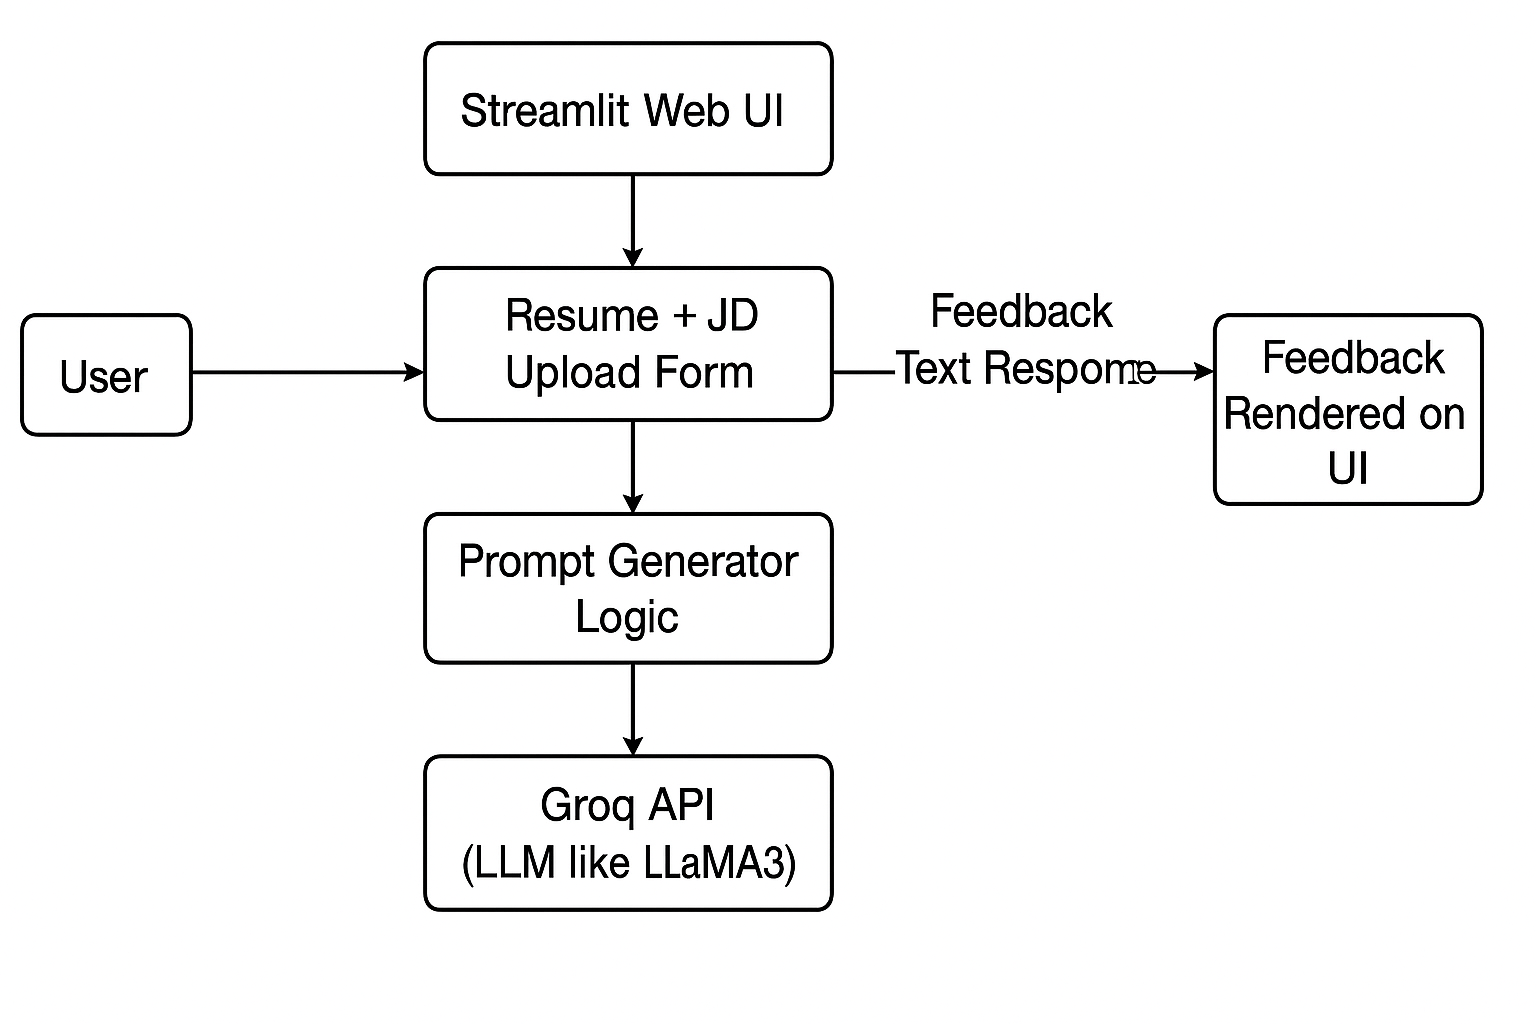 Streamlit Web UI
User
Resume + JD
Upload Form
Feedback
Text
Feedback
Rendered on
UI
Prompt Generator
Logic
Groq API
(LLM like LLaMA3)